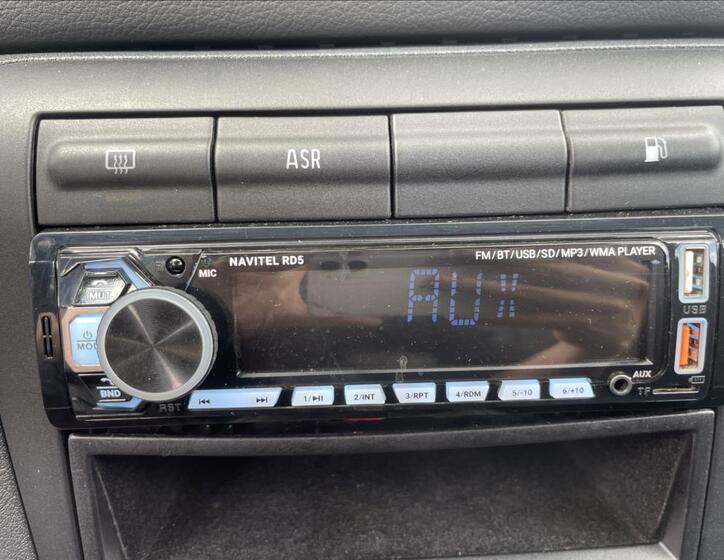 ASR
NAVITEL RD5
FM/BT/USB/SD/MP3/WMA PLAYER
MIC
MUT
AUX
USB
MOD
BND
RST
1/
2/INT
3/RPT
4/RDM
5/-10
6/+10
AUX
TF